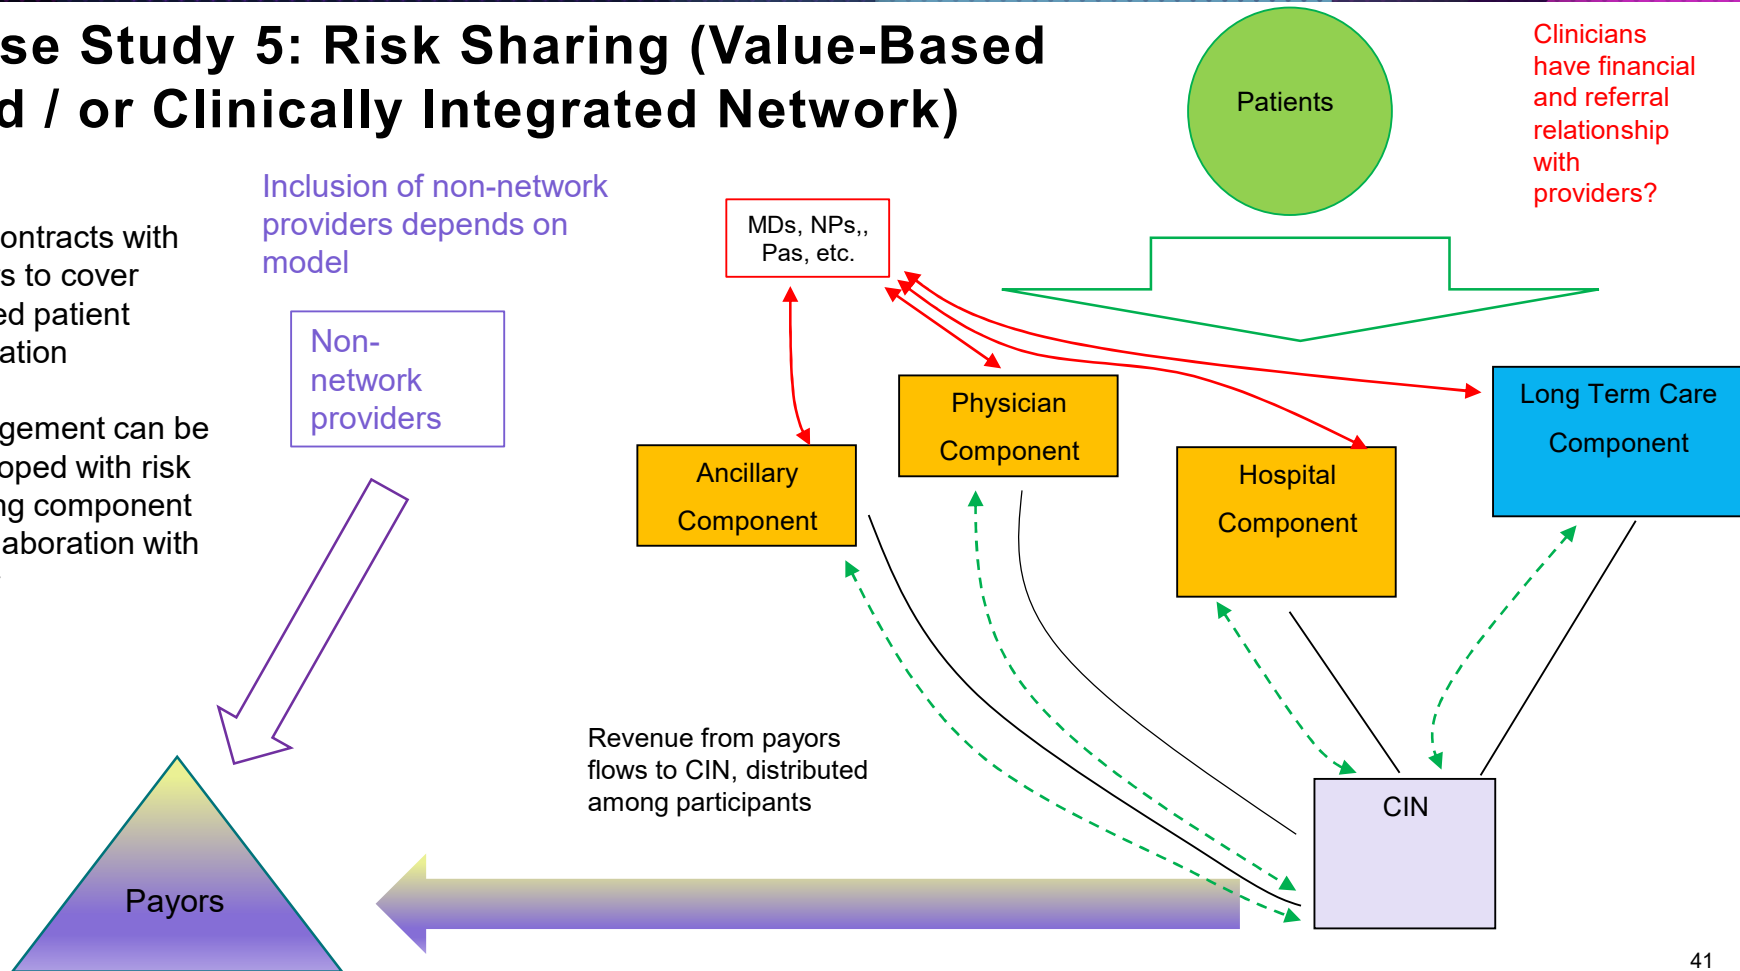 se Study 5: Risk Sharing (Value-Based
d / or Clinically Integrated Network)
Patients
Clinicians
have financial
and referral
relationship
with
providers?
Inclusion of non-network
providers depends on
model
ontracts with
s to cover
ed patient
ation
gement can be
oped with risk
ng component
laboration with
MDs, NPs,,
Pas, etc.
Non-
network
providers
Physician
Component
Long Term Care
Component
Ancillary
Component
Hospital
Component
Revenue from payors
flows to CIN, distributed
among participants
CIN
Payors
41